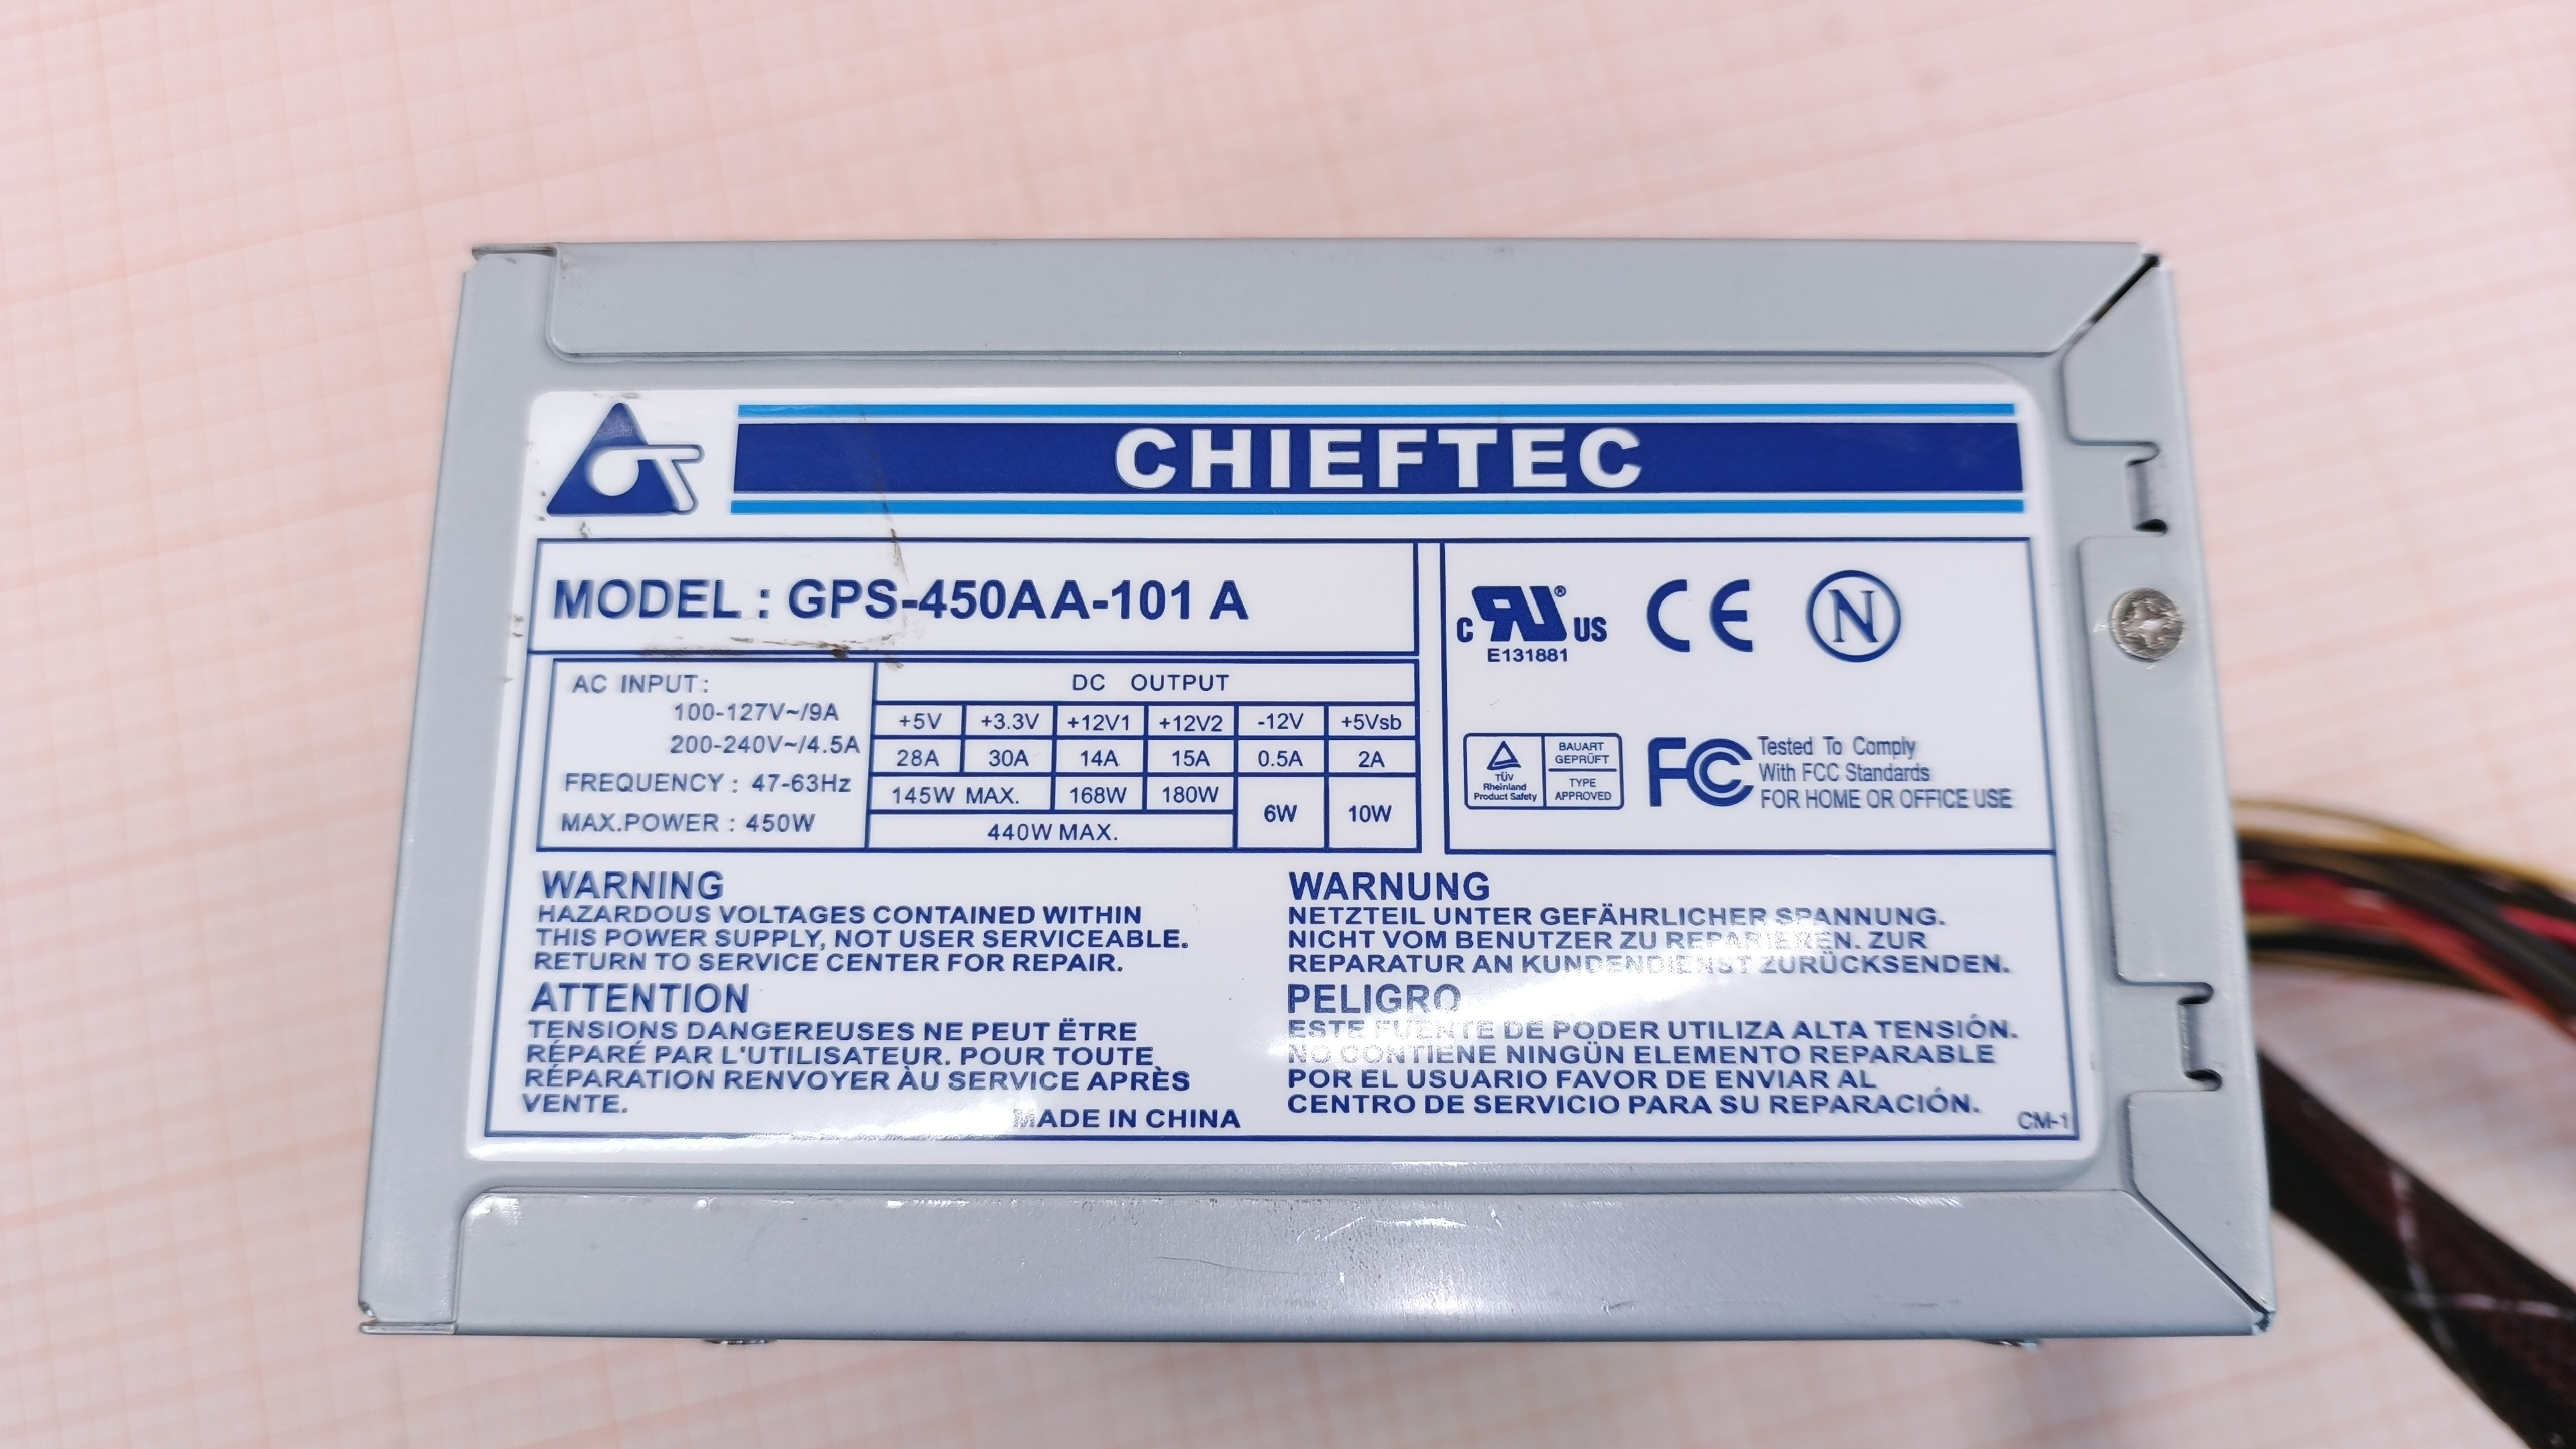 CHIEFTEC
MODEL : GPS-450AA-101 A
AC INPUT:
100-127V~/9A
200-240V~/4.5A
FREQUENCY : 47-63Hz
MAX.POWER : 450W
DC OUTPUT
+5V +3.3V +12V1 +12V2 -12V +5Vsb
28A 30A 14A 15A 0.5A 2A
145W MAX. 168W 180W 6W 10W
440W MAX.
C RU® US
E131881
CE
N
TÜV
Rheinland
Product Safety
BAUART
GEPRÜFT
TYPE
APPROVED
FC Tested To Comply
With FCC Standards
FOR HOME OR OFFICE USE
WARNING
HAZARDOUS VOLTAGES CONTAINED WITHIN
THIS POWER SUPPLY, NOT USER SERVICEABLE.
RETURN TO SERVICE CENTER FOR REPAIR.
ATTENTION
TENSIONS DANGEREUSES NE PEUT ËTRE
RÉPARÉ PAR L'UTILISATEUR. POUR TOUTE
RÉPARATION RENVOYER ÀU SERVICE APRÈS
VENTE.
MADE IN CHINA
WARNUNG
NETZTEIL UNTER GEFÄHRLICHER SPANNUNG.
NICHT VOM BENUTZER ZU REPARIEREN. ZUR
REPARATUR AN KUNDENDIENST ZURÜCKSENDEN.
PELIGRO
ESTE FUENTE DE PODER UTILIZA ALTA TENSIÓN.
NO CONTIENE NINGÜN ELEMENTO REPARABLE
POR EL USUARIO FAVOR DE ENVIAR AL
CENTRO DE SERVICIO PARA SU REPARACIÓN.
CM-1